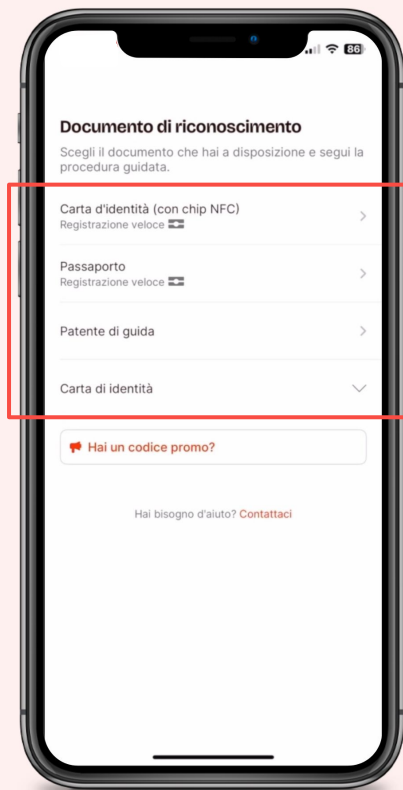 86
Documento di riconoscimento
Scegli il documento che hai a disposizione e segui la
procedura guidata.
Carta d'identità (con chip NFC)
Registrazione veloce
Passaporto
Registrazione veloce
Patente di guida
Carta di identità
Hai un codice promo?
Hai bisogno d'aiuto? Contattaci